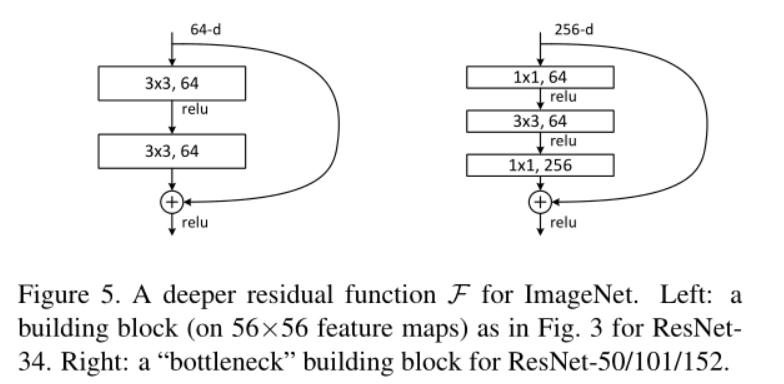 64-d
3x3, 64
relu
3x3, 64
+
relu
256-d
1x1, 64
relu
3x3, 64
relu
1x1, 256
+
relu
Figure 5. A deeper residual function F for ImageNet. Left: a
building block (on 56×56 feature maps) as in Fig. 3 for ResNet-
34. Right: a “bottleneck” building block for ResNet-50/101/152.